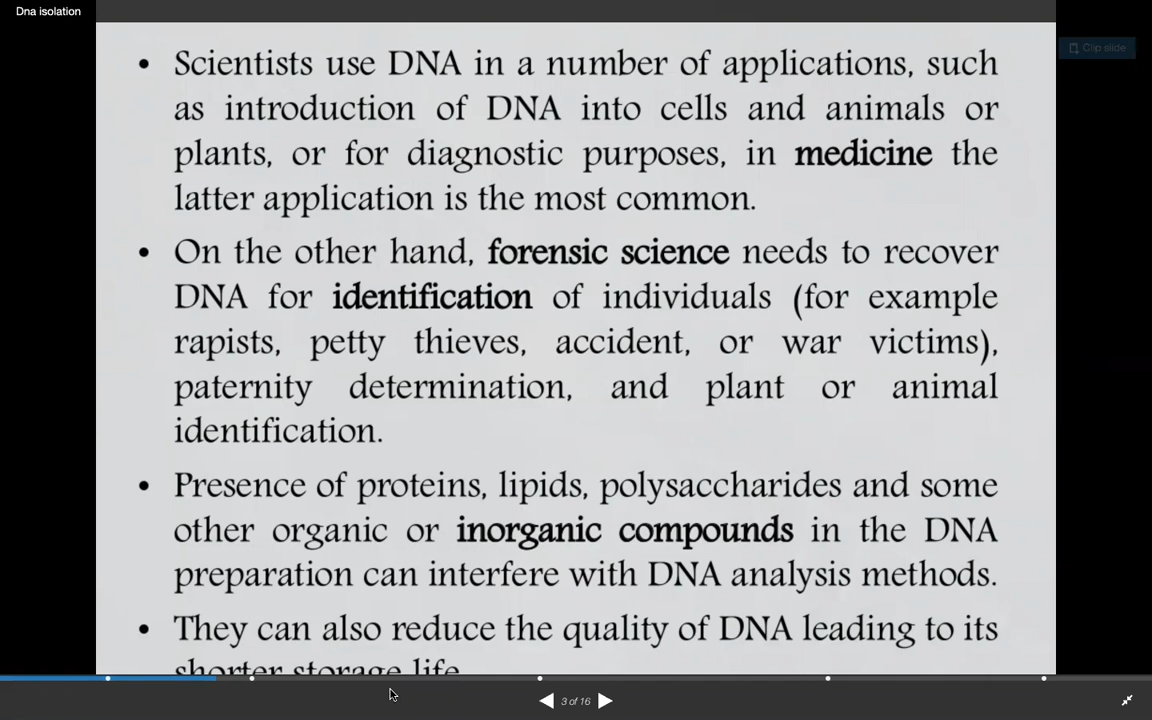 Dna isolation
Clip slide
• Scientists use DNA in a number of applications, such
as introduction of DNA into cells and animals or
plants, or for diagnostic purposes, in medicine the
latter application is the most common.
• On the other hand, forensic science needs to recover
DNA for identification of individuals (for example
rapists, petty thieves, accident, or war victims),
paternity determination, and plant or animal
identification.
• Presence of proteins, lipids, polysaccharides and some
other organic or inorganic compounds in the DNA
preparation can interfere with DNA analysis methods.
• They can also reduce the quality of DNA leading to its
shorter storage life
3 of 16